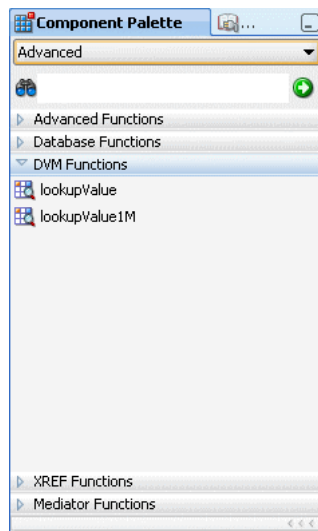 Component Palette
...
Advanced
Advanced Functions
Database Functions
DVM Functions
lookupValue
lookupValue1M
XREF Functions
Mediator Functions